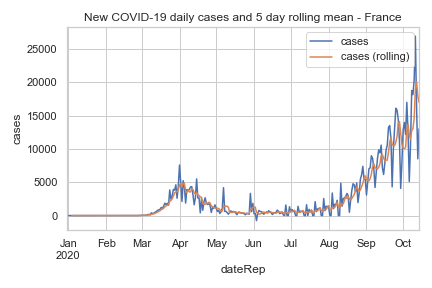 New COVID-19 daily cases and 5 day rolling mean - France
cases
cases (rolling)
25000
20000
15000
10000
5000
0
cases
Jan Feb Mar Apr May Jun Jul Aug Sep Oct
2020
dateRep